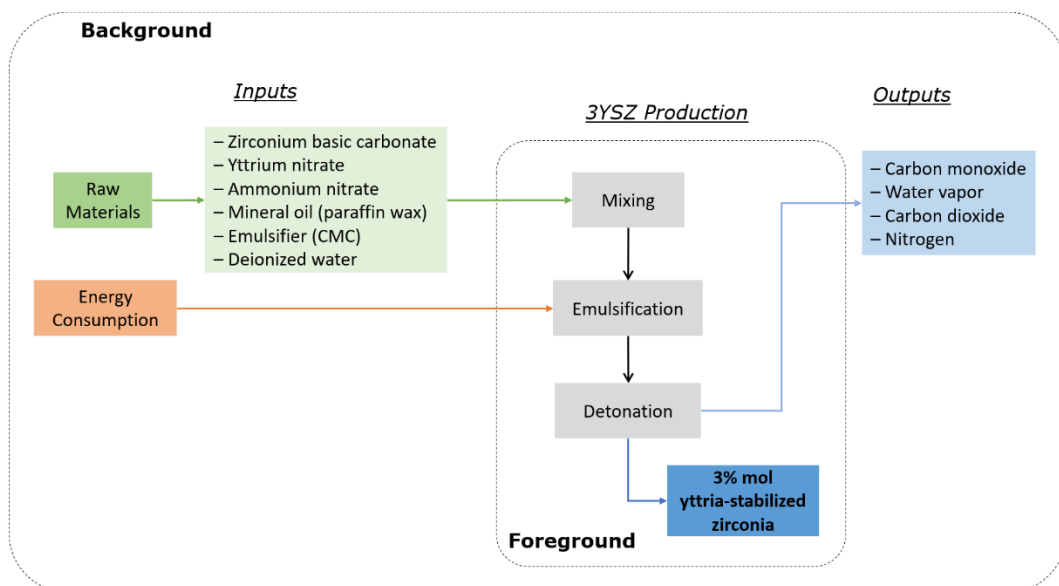 Background
Inputs
3YSZ Production
Outputs
Raw
Materials
– Zirconium basic carbonate
– Yttrium nitrate
– Ammonium nitrate
– Mineral oil (paraffin wax)
– Emulsifier (CMC)
– Deionized water
Mixing
– Carbon monoxide
– Water vapor
– Carbon dioxide
– Nitrogen
Energy
Consumption
Emulsification
Detonation
3% mol
yttria-stabilized
zirconia
Foreground